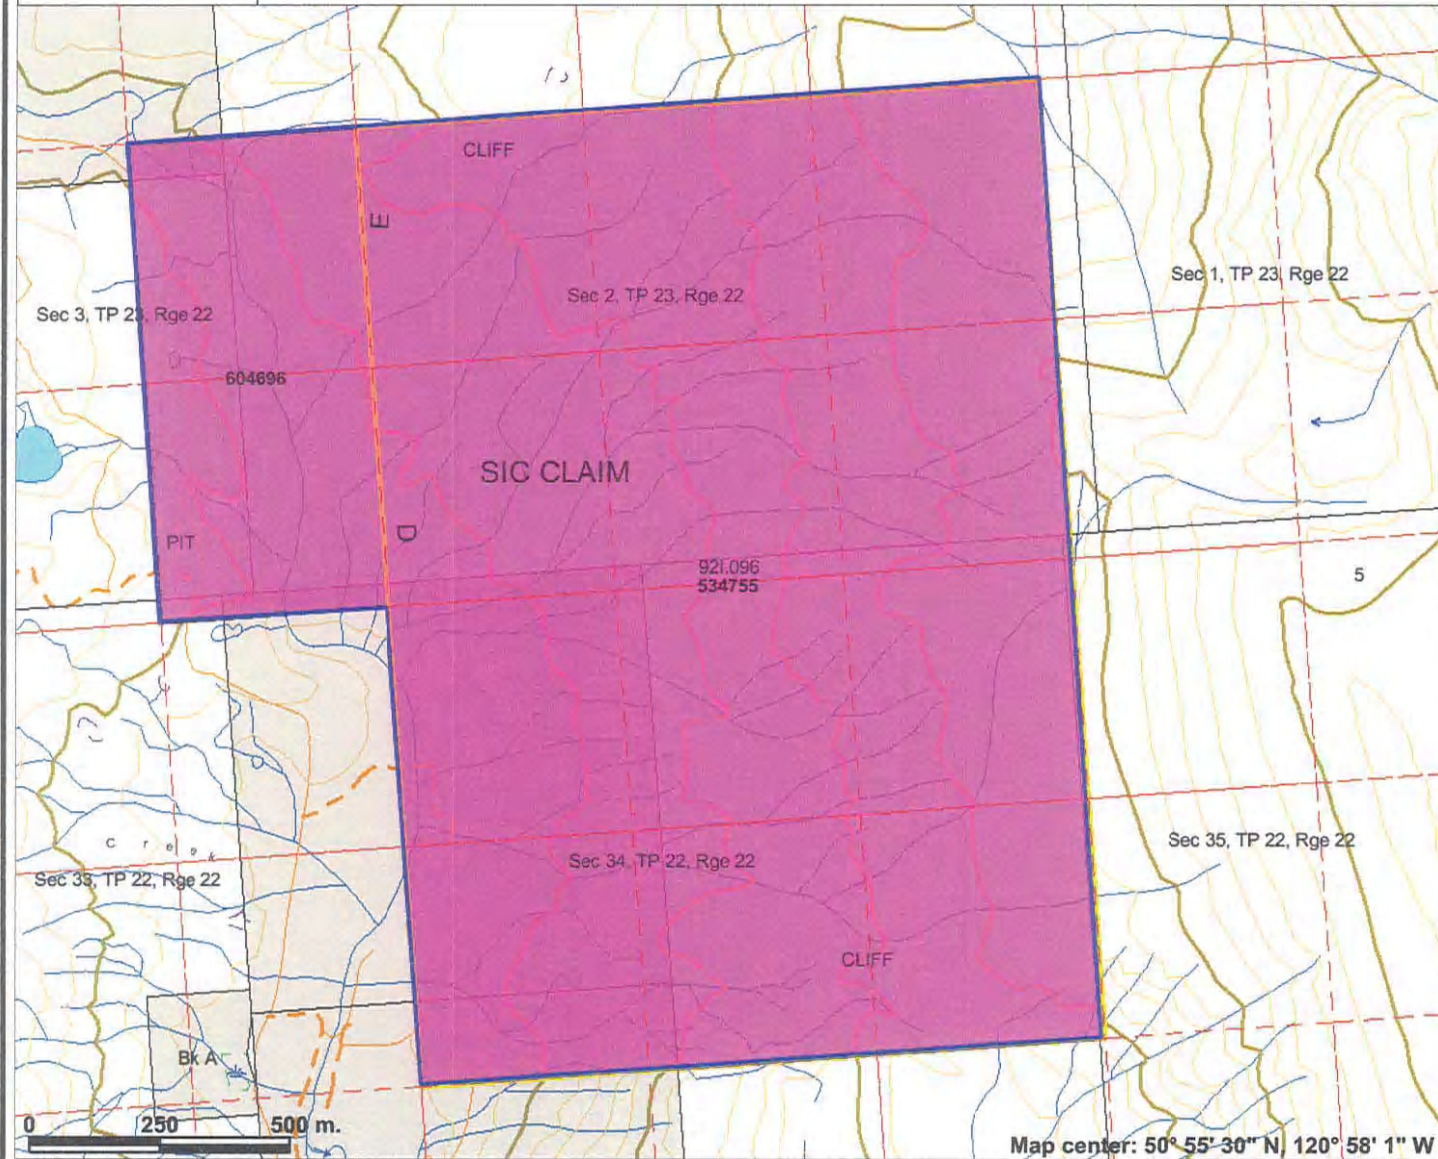 CLIFF
E
Sec 1, TP 23, Rge 22
Sec 2, TP 23, Rge 22
Sec 3, TP 23, Rge 22
604696
SIC CLAIM
D
PIT
92I.096
534755
5
Creek
Sec 33, TP 22, Rge 22
Sec 34, TP 22, Rge 22
Sec 35, TP 22, Rge 22
CLIFF
Bk A
0 250 500 m.
Map center: 50° 55' 30" N, 120° 58' 1" W